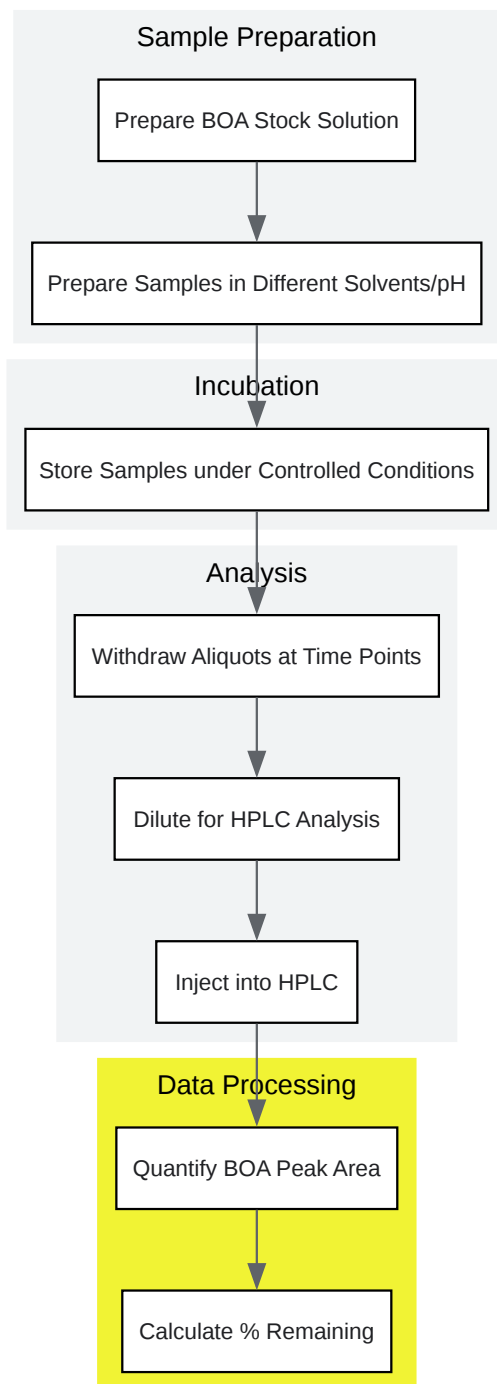 Sample Preparation
Prepare BOA Stock Solution
Prepare Samples in Different Solvents/pH
Incubation
Store Samples under Controlled Conditions
Analysis
Withdraw Aliquots at Time Points
Dilute for HPLC Analysis
Inject into HPLC
Data Processing
Quantify BOA Peak Area
Calculate % Remaining